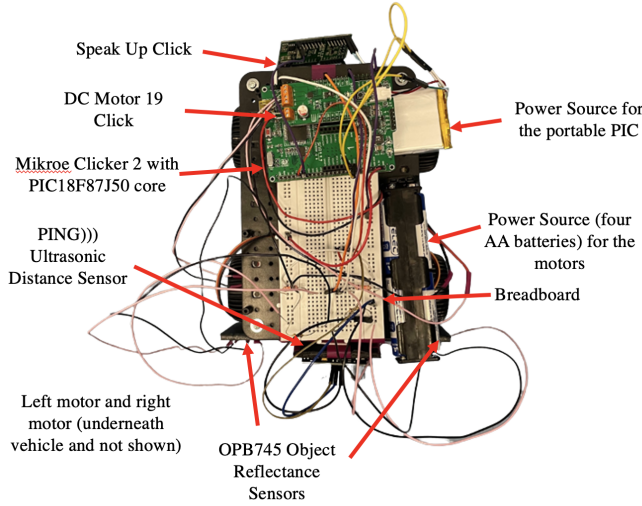 Speak Up Click
DC Motor 19
Click
Mikroe Clicker 2 with
PIC18F87J50 core
PING)))
Ultrasonic
Distance Sensor
Left motor and right
motor (underneath
vehicle and not shown)
OPB745 Object
Reflectance
Sensors
Power Source for
the portable PIC
Power Source (four
AA batteries) for the
motors
Breadboard